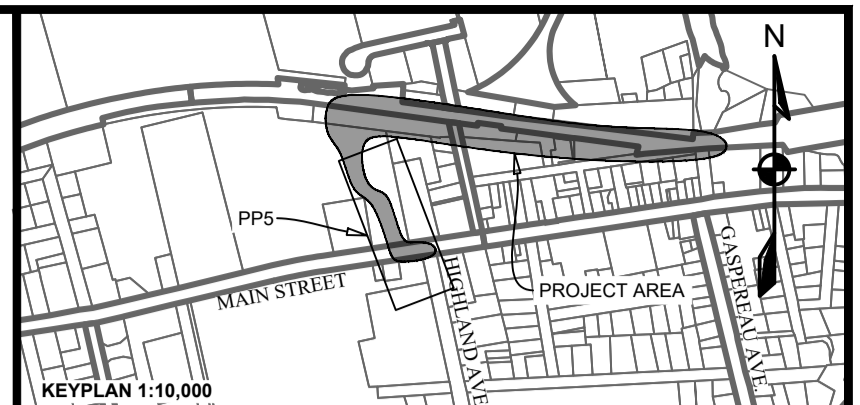 N
PP5
PROJECT AREA
MAIN STREET
HIGHLAND AVE
GASPEREAU AVE.
KEYPLAN 1:10,000